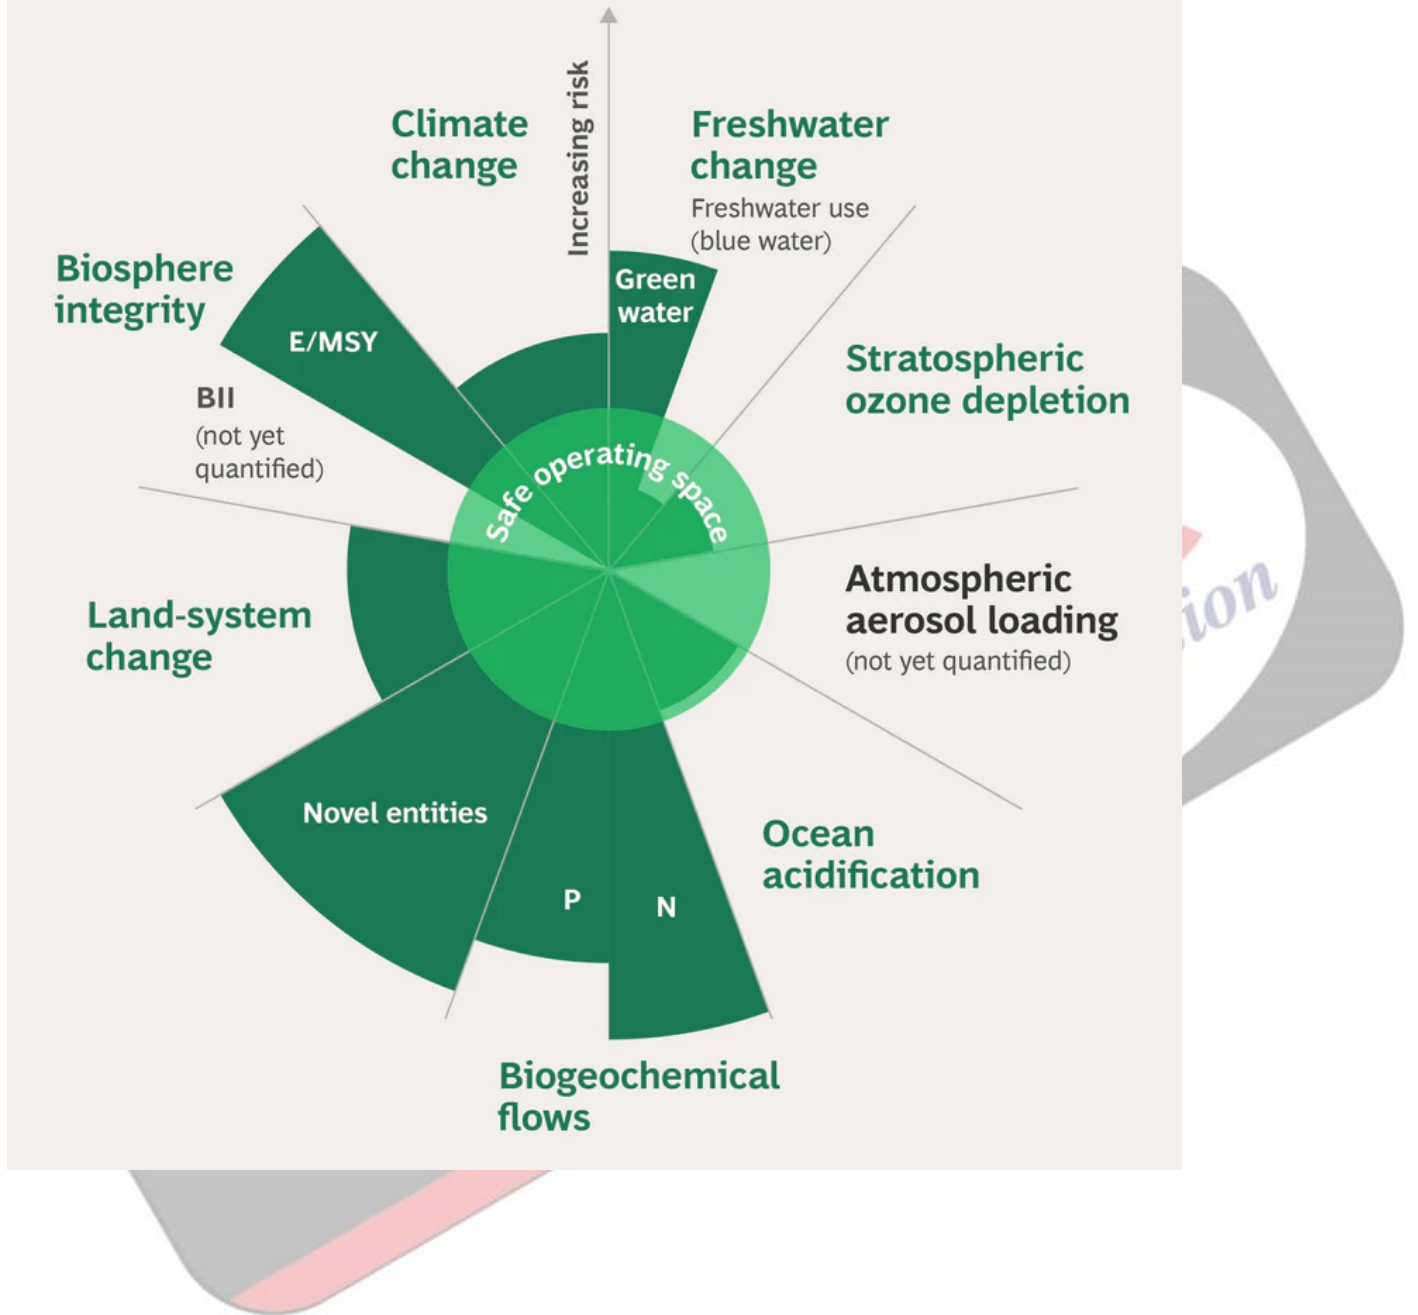 Increasing risk
Climate
change
Freshwater
change
Freshwater use
(blue water)
Green
water
Biosphere
integrity
E/MSY
BII
(not yet
quantified)
Stratospheric
ozone depletion
Safe operating space
Atmospheric
aerosol loading
(not yet quantified)
Land-system
change
Novel entities
P
N
Ocean
acidification
Biogeochemical
flows